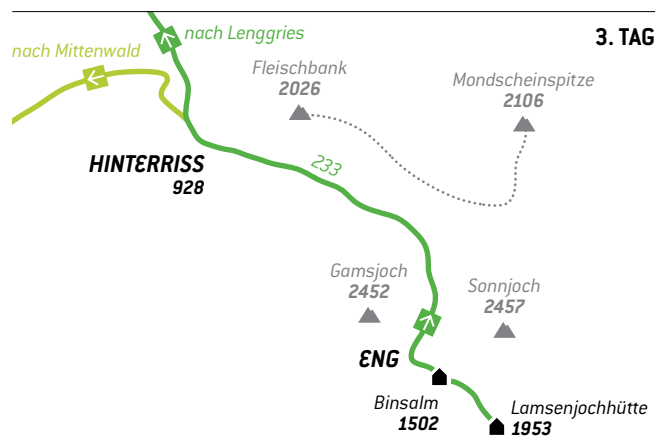 3. TAG
nach Lenggries
nach Mittenwald
Fleischbank
2026
Mondscheinspitze
2106
HINTERRISS
928
233
Gamsjoch
2452
Sonnjoch
2457
ENG
Binsalm
1502
Lamsenjochhütte
1953